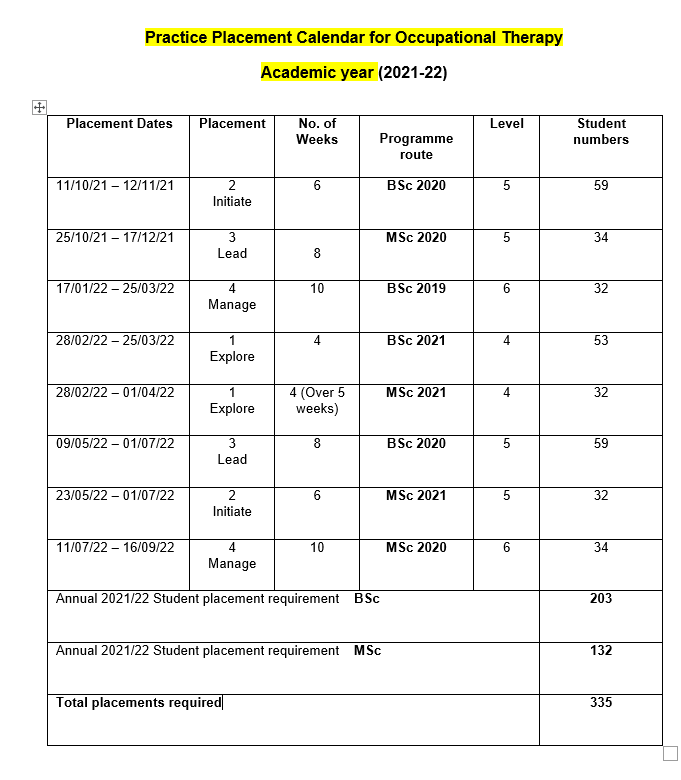 Practice Placement Calendar for Occupational Therapy
Academic year (2021-22)
Placement Dates Placement No. of Weeks Programme route Level Student numbers
11/10/21 – 12/11/21 2 Initiate 6 BSc 2020 5 59
25/10/21 – 17/12/21 3 Lead 8 MSc 2020 5 34
17/01/22 – 25/03/22 4 Manage 10 BSc 2019 6 32
28/02/22 – 25/03/22 1 Explore 4 BSc 2021 4 53
28/02/22 – 01/04/22 1 Explore 4 (Over 5 weeks) MSc 2021 4 32
09/05/22 – 01/07/22 3 Lead 8 BSc 2020 5 59
23/05/22 – 01/07/22 2 Initiate 6 MSc 2021 5 32
11/07/22 – 16/09/22 4 Manage 10 MSc 2020 6 34
Annual 2021/22 Student placement requirement BSc 203
Annual 2021/22 Student placement requirement MSc 132
Total placements required 335